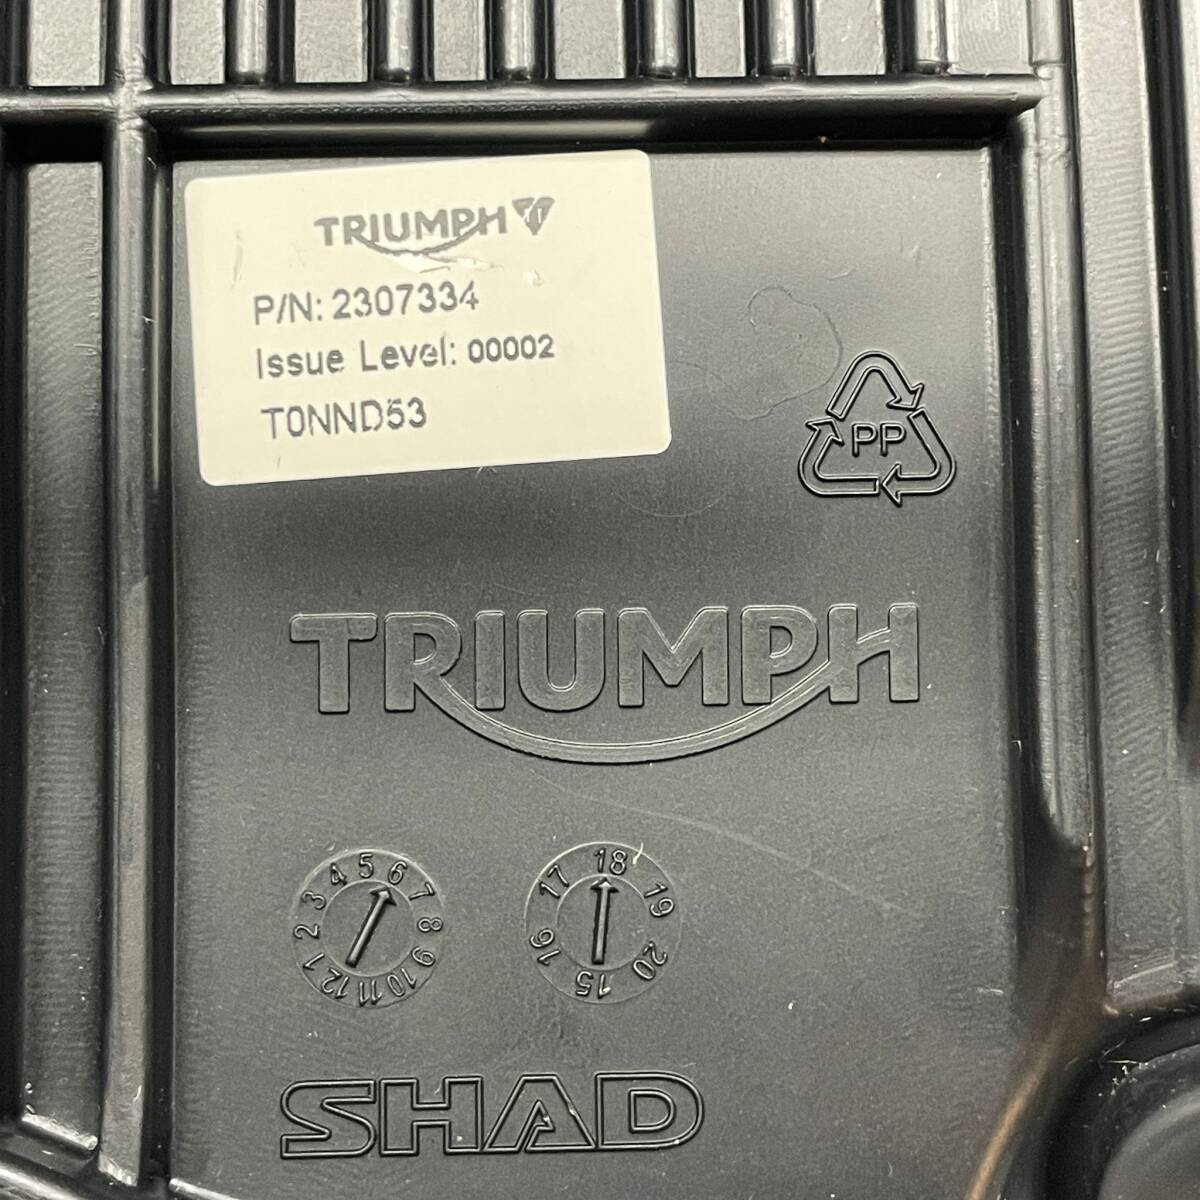 TRIUMPH
P/N: 2307334
Issue Level: 00002
T0NND53
PP
TRIUMPH
1 2 3 4 5 6 7 8 9 10 11 12
15 16 17 18 19 20
SHAD